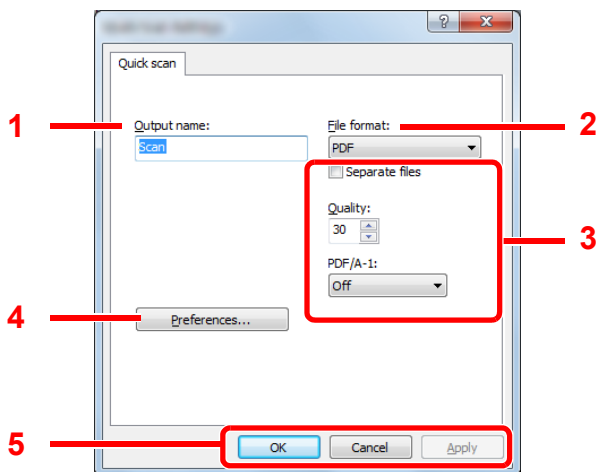 Quick scan
1
Output name:
File format:
2
Scan
PDF
Separate files
Quality:
30
3
PDF/A-1:
Off
4
Preferences...
5
OK
Cancel
Apply